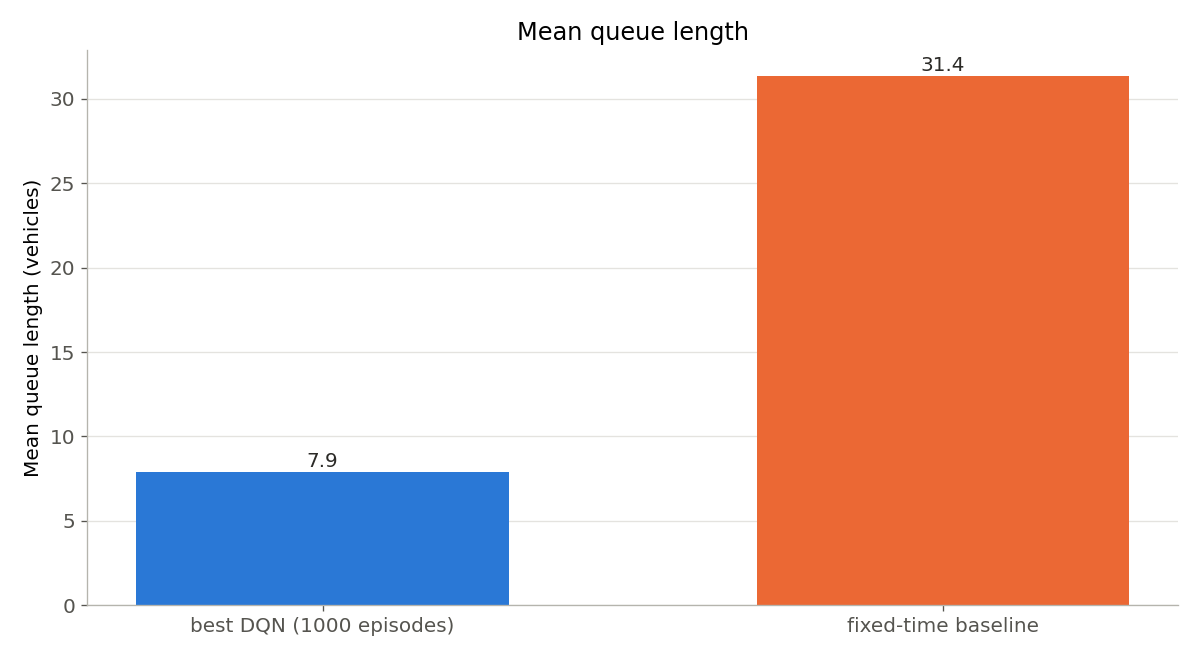 Mean queue length
Mean queue length (vehicles)
30
25
20
15
10
5
0
7.9
31.4
best DQN (1000 episodes)
fixed-time baseline